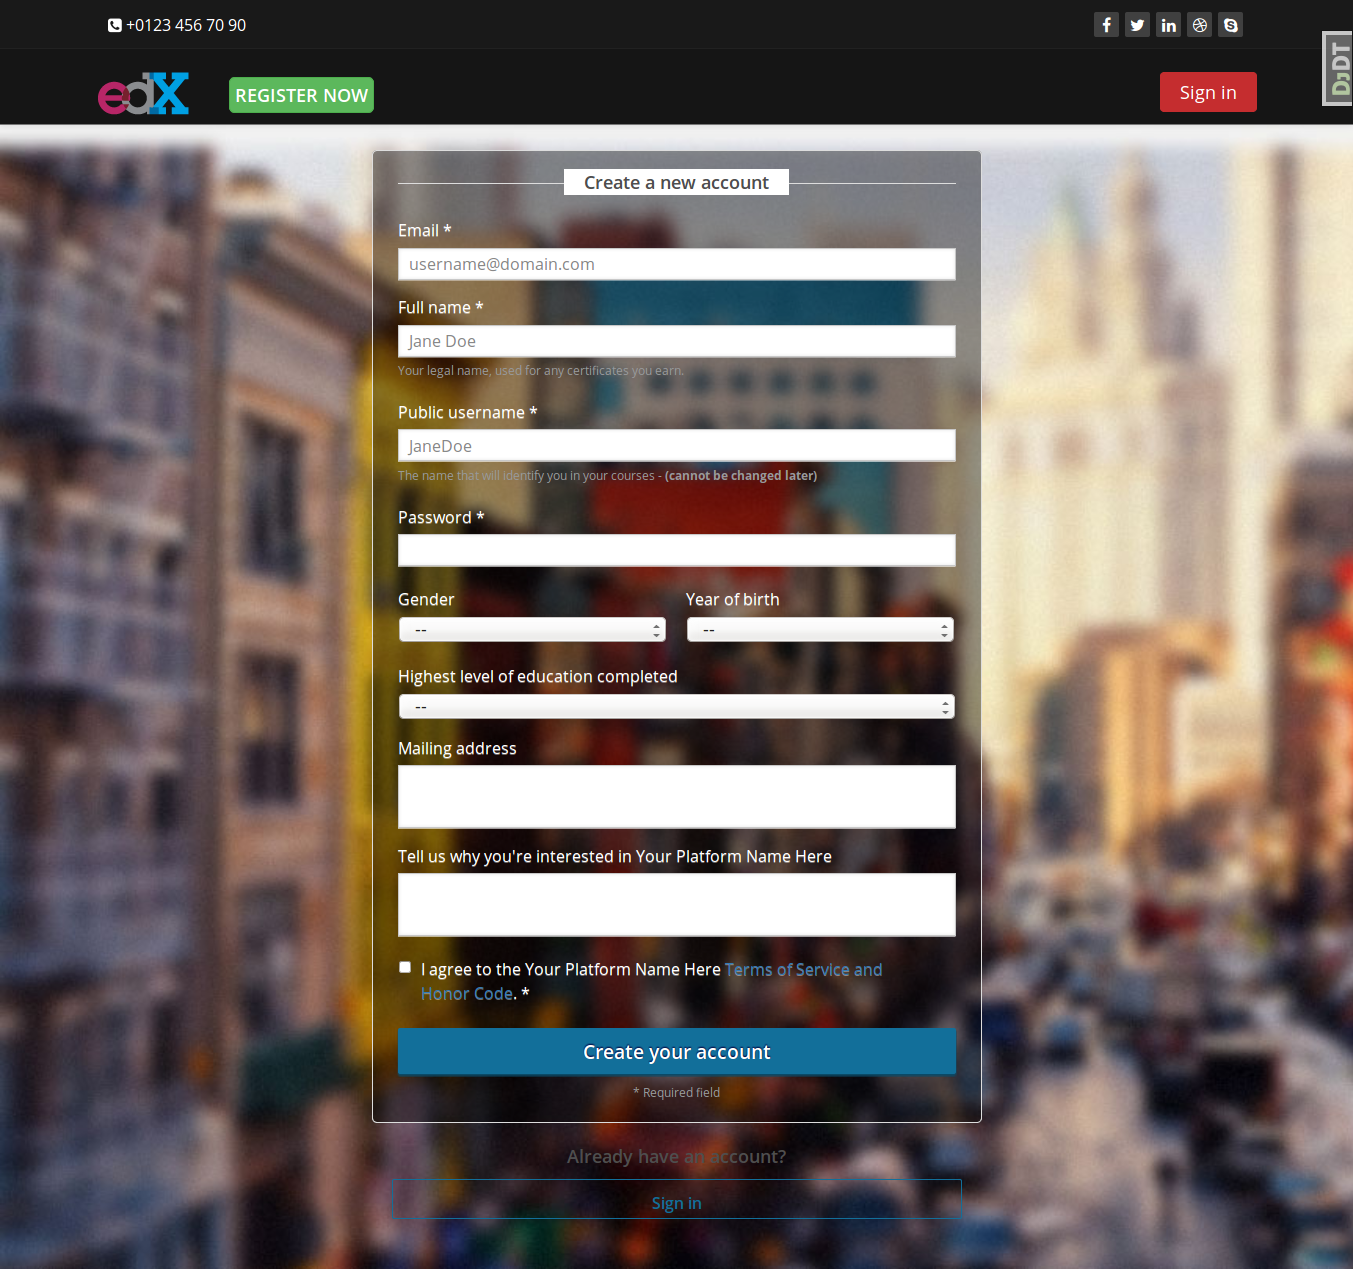 +0123 456 70 90
DjDT
edX
REGISTER NOW
Sign in
Create a new account
Email *
username@domain.com
Full name *
Jane Doe
Your legal name, used for any certificates you earn.
Public username *
JaneDoe
The name that will identify you in your courses - (cannot be changed later)
Password *
Gender
Year of birth
--
--
Highest level of education completed
--
Mailing address
Tell us why you're interested in Your Platform Name Here
I agree to the Your Platform Name Here Terms of Service and
Honor Code. *
Create your account
* Required field
Already have an account?
Sign in